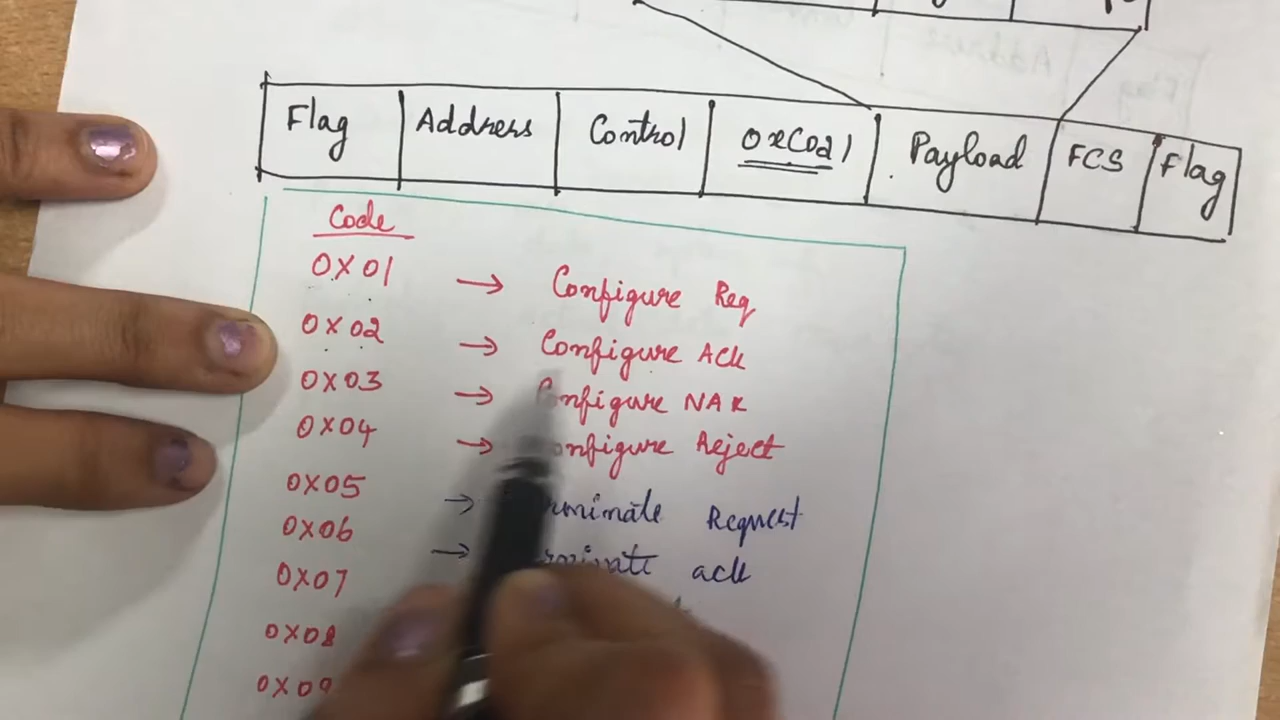 Flag Address Control 0xC021 Payload FCS Flag
Code
0X01 → Configure Req
0X02 → Configure Ack
0X03 → Configure NAK
0X04 → Configure Reject
0X05 → Request
0X06 → ack
0X07
0X08
0X09